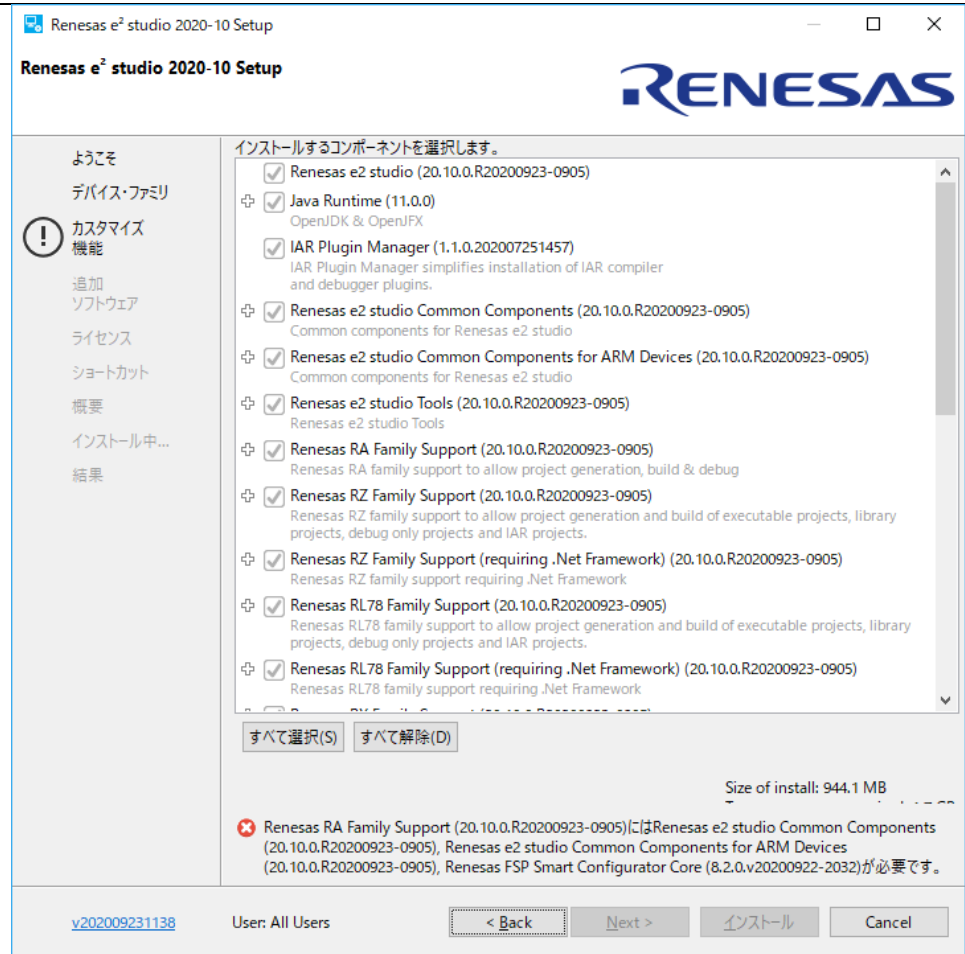 Renesas e² studio 2020-10 Setup
Renesas e² studio 2020-10 Setup
RENESAS
ようこそ
デバイス・ファミリ
カスタマイズ
機能
追加
ソフトウェア
ライセンス
ショートカット
概要
インストール中...
結果
インストールするコンポーネントを選択します。
Renesas e2 studio (20.10.0.R20200923-0905)
Java Runtime (11.0.0)
OpenJDK & OpenJFX
IAR Plugin Manager (1.1.0.202007251457)
IAR Plugin Manager simplifies installation of IAR compiler
and debugger plugins.
Renesas e2 studio Common Components (20.10.0.R20200923-0905)
Common components for Renesas e2 studio
Renesas e2 studio Common Components for ARM Devices (20.10.0.R20200923-0905)
Common components for Renesas e2 studio
Renesas e2 studio Tools (20.10.0.R20200923-0905)
Renesas e2 studio Tools
Renesas RA Family Support (20.10.0.R20200923-0905)
Renesas RA family support to allow project generation, build & debug
Renesas RZ Family Support (20.10.0.R20200923-0905)
Renesas RZ family support to allow project generation and build of executable projects, library
projects, debug only projects and IAR projects.
Renesas RZ Family Support (requiring .Net Framework) (20.10.0.R20200923-0905)
Renesas RZ family support requiring .Net Framework
Renesas RL78 Family Support (20.10.0.R20200923-0905)
Renesas RL78 family support to allow project generation and build of executable projects, library
projects, debug only projects and IAR projects.
Renesas RL78 Family Support (requiring .Net Framework) (20.10.0.R20200923-0905)
Renesas RL78 family support requiring .Net Framework
すべて選択(S) すべて解除(D)
Size of install: 944.1 MB
Renesas RA Family Support (20.10.0.R20200923-0905)にはRenesas e2 studio Common Components
(20.10.0.R20200923-0905), Renesas e2 studio Common Components for ARM Devices
(20.10.0.R20200923-0905), Renesas FSP Smart Configurator Core (8.2.0.v20200922-2032)が必要です。
v202009231138 User: All Users < Back Next > インストール Cancel